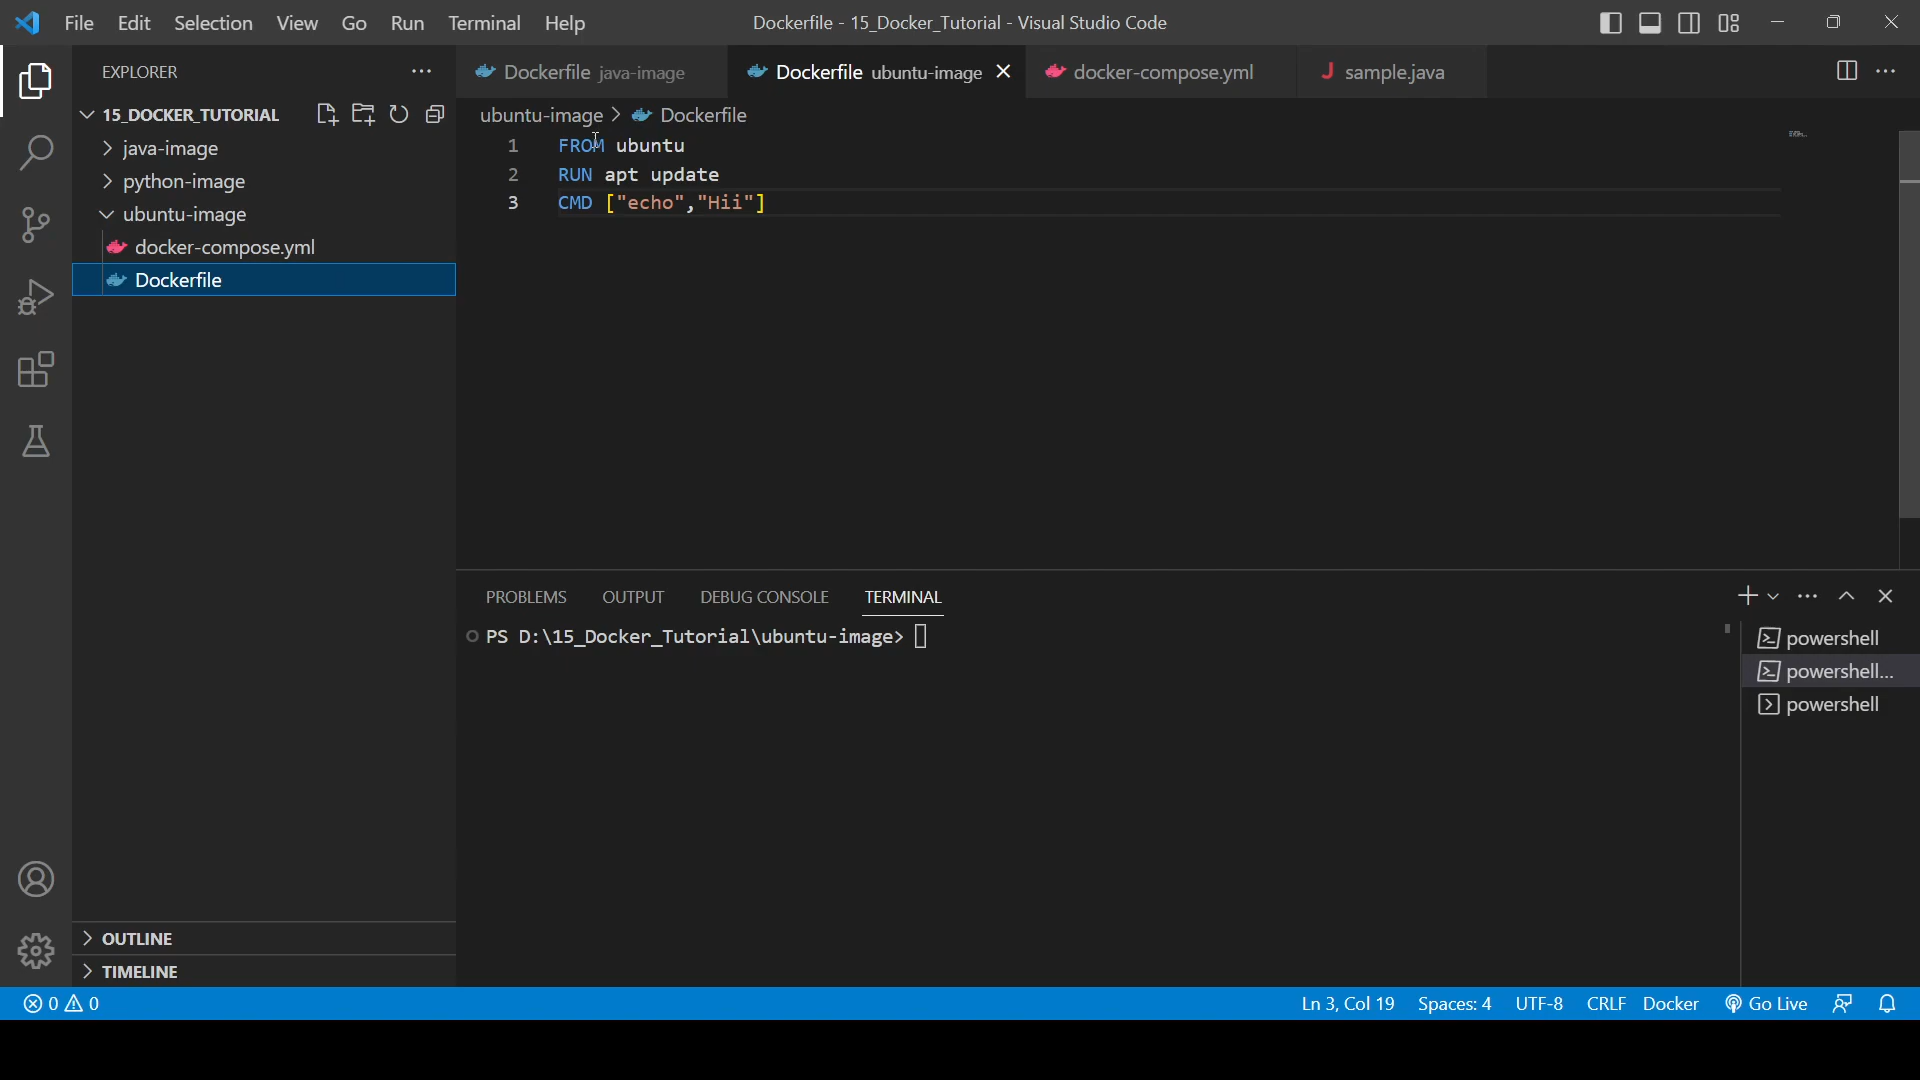 File Edit Selection View Go Run Terminal Help
Dockerfile - 15_Docker_Tutorial - Visual Studio Code
EXPLORER
15_DOCKER_TUTORIAL
java-image
python-image
ubuntu-image
docker-compose.yml
Dockerfile
OUTLINE
TIMELINE
Dockerfile java-image
Dockerfile ubuntu-image
docker-compose.yml
J sample.java
ubuntu-image > Dockerfile
1 FROM ubuntu
2 RUN apt update
3 CMD ["echo","Hii"]
PROBLEMS OUTPUT DEBUG CONSOLE TERMINAL
PS D:\15_Docker_Tutorial\ubuntu-image>
powershell
powershell...
powershell
0 0
Ln 3, Col 19 Spaces: 4 UTF-8 CRLF Docker Go Live